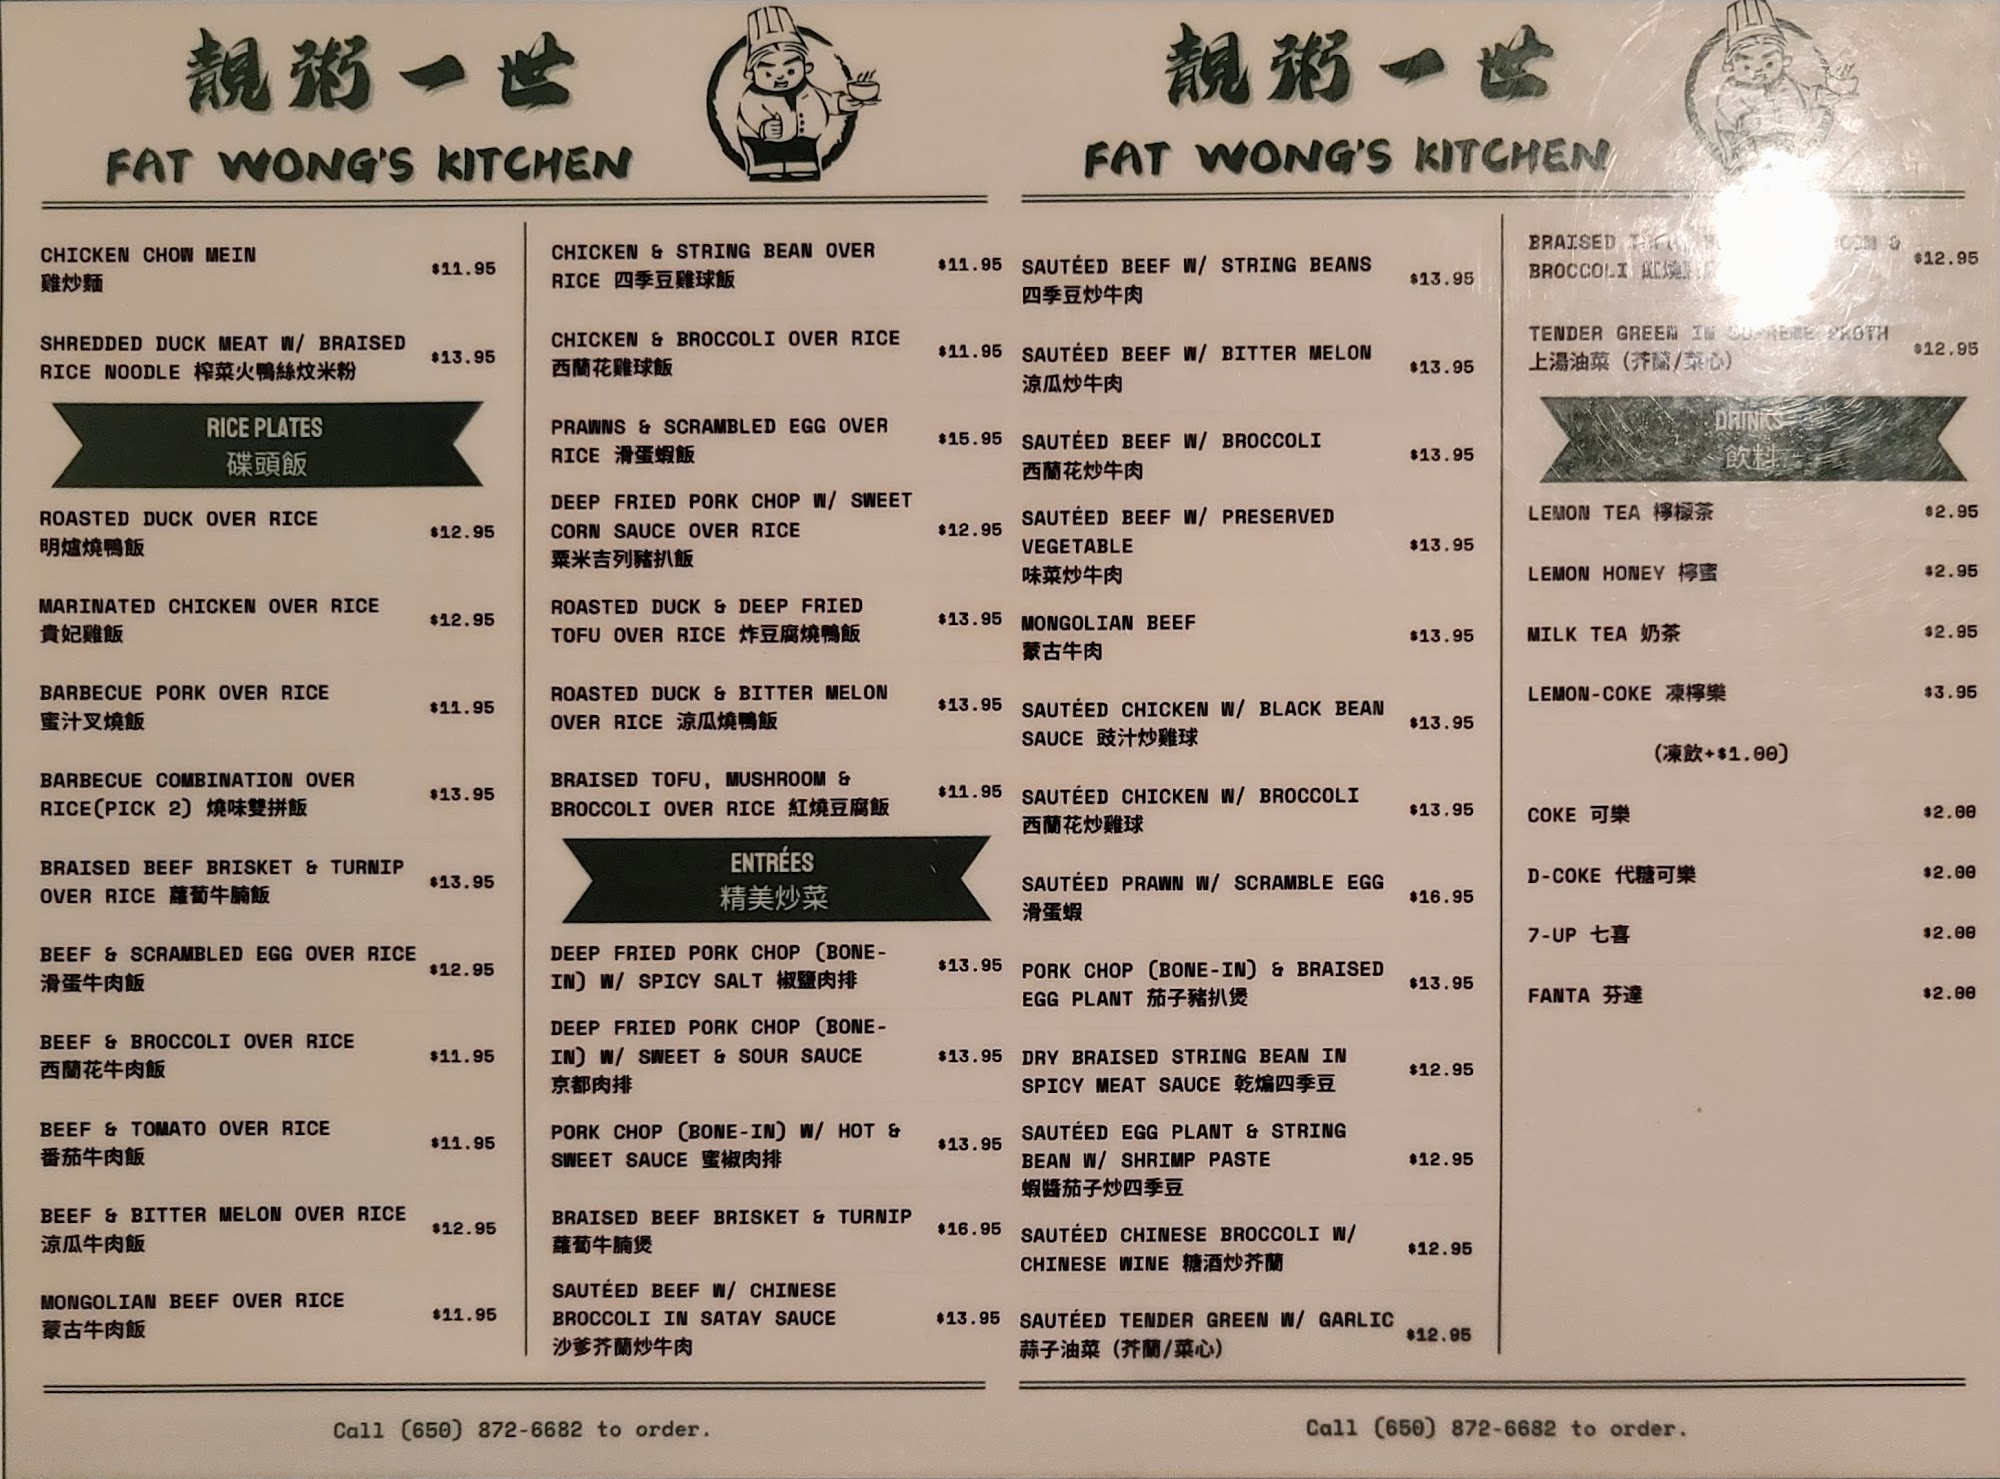 靚粥一世
FAT WONG'S KITCHEN
CHICKEN CHOW MEIN
雞炒麵
$11.95
SHREDDED DUCK MEAT W/ BRAISED
RICE NOODLE 榨菜火鴨絲炆米粉
$13.95
RICE PLATES
碟頭飯
ROASTED DUCK OVER RICE
明爐燒鴨飯
$12.95
MARINATED CHICKEN OVER RICE
貴妃雞飯
$12.95
BARBECUE PORK OVER RICE
蜜汁叉燒飯
$11.95
BARBECUE COMBINATION OVER
RICE(PICK 2) 燒味雙拼飯
$13.95
BRAISED BEEF BRISKET & TURNIP
OVER RICE 蘿蔔牛腩飯
$13.95
BEEF & SCRAMBLED EGG OVER RICE
滑蛋牛肉飯
$12.95
BEEF & BROCCOLI OVER RICE
西蘭花牛肉飯
$11.95
BEEF & TOMATO OVER RICE
番茄牛肉飯
$11.95
BEEF & BITTER MELON OVER RICE
涼瓜牛肉飯
$12.95
MONGOLIAN BEEF OVER RICE
蒙古牛肉飯
$11.95
CHICKEN & STRING BEAN OVER
RICE 四季豆雞球飯
$11.95
CHICKEN & BROCCOLI OVER RICE
西蘭花雞球飯
$11.95
PRAWNS & SCRAMBLED EGG OVER
RICE 滑蛋蝦飯
$15.95
DEEP FRIED PORK CHOP W/ SWEET
CORN SAUCE OVER RICE
粟米吉列豬扒飯
$12.95
ROASTED DUCK & DEEP FRIED
TOFU OVER RICE 炸豆腐燒鴨飯
$13.95
ROASTED DUCK & BITTER MELON
OVER RICE 涼瓜燒鴨飯
$13.95
BRAISED TOFU, MUSHROOM &
BROCCOLI OVER RICE 紅燒豆腐飯
$11.95
ENTRÉES
精美炒菜
DEEP FRIED PORK CHOP (BONE-
IN) W/ SPICY SALT 椒鹽肉排
$13.95
DEEP FRIED PORK CHOP (BONE-
IN) W/ SWEET & SOUR SAUCE
京都肉排
$13.95
PORK CHOP (BONE-IN) W/ HOT &
SWEET SAUCE 蜜椒肉排
$13.95
BRAISED BEEF BRISKET & TURNIP
蘿蔔牛腩煲
$16.95
SAUTÉED BEEF W/ CHINESE
BROCCOLI IN SATAY SAUCE
沙爹芥蘭炒牛肉
$13.95
Call (650) 872-6682 to order.
靚粥一世
FAT WONG'S KITCHEN
SAUTÉED BEEF W/ STRING BEANS
四季豆炒牛肉
$13.95
SAUTÉED BEEF W/ BITTER MELON
涼瓜炒牛肉
$13.95
SAUTÉED BEEF W/ BROCCOLI
西蘭花炒牛肉
$13.95
SAUTÉED BEEF W/ PRESERVED
VEGETABLE
味菜炒牛肉
$13.95
MONGOLIAN BEEF
蒙古牛肉
$13.95
SAUTÉED CHICKEN W/ BLACK BEAN
SAUCE 豉汁炒雞球
$13.95
SAUTÉED CHICKEN W/ BROCCOLI
西蘭花炒雞球
$13.95
SAUTÉED PRAWN W/ SCRAMBLE EGG
滑蛋蝦
$16.95
PORK CHOP (BONE-IN) & BRAISED
EGG PLANT 茄子豬扒煲
$13.95
DRY BRAISED STRING BEAN IN
SPICY MEAT SAUCE 乾煸四季豆
$12.95
SAUTÉED EGG PLANT & STRING
BEAN W/ SHRIMP PASTE
蝦醬茄子炒四季豆
$12.95
SAUTÉED CHINESE BROCCOLI W/
CHINESE WINE 糖酒炒芥蘭
$12.95
SAUTÉED TENDER GREEN W/ GARLIC
蒜子油菜 (芥蘭/菜心)
$12.95
BRAISED &
BROCCOLI
$12.95
TENDER GREEN IN SUPREME BROTH
上湯油菜 (芥蘭/菜心)
$12.95
DRINKS
飲料
LEMON TEA 檸檬茶 $2.95
LEMON HONEY 檸蜜 $2.95
MILK TEA 奶茶 $2.95
LEMON-COKE 凍檸樂 $3.95
(凍飲+$1.00)
COKE 可樂 $2.00
D-COKE 代糖可樂 $2.00
7-UP 七喜 $2.00
FANTA 芬達 $2.00
Call (650) 872-6682 to order.